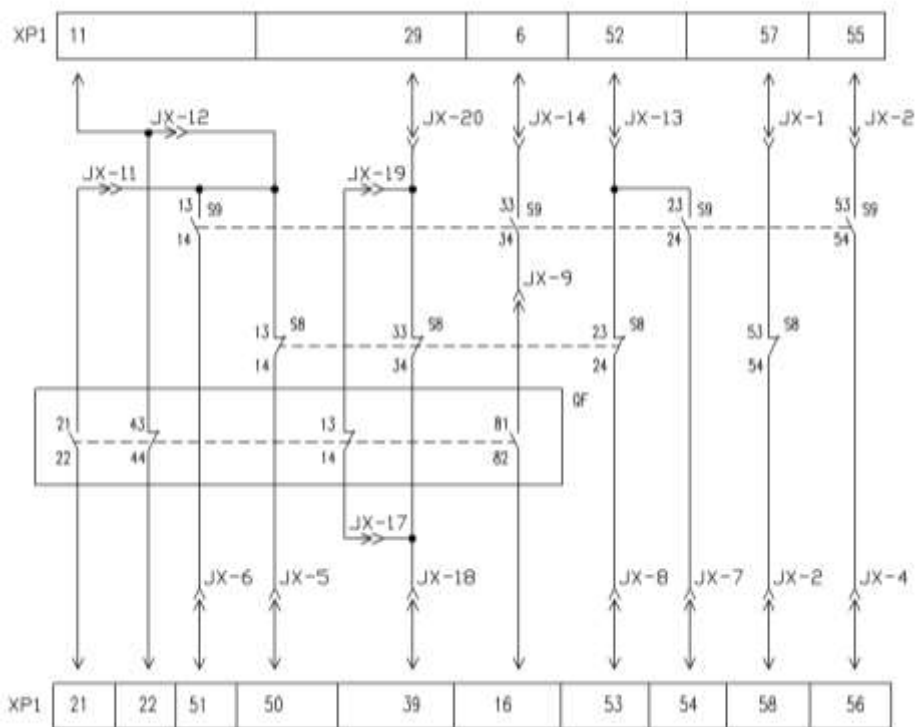 XP1 11 29 6 52 57 55
JX-12 JX-20 JX-14 JX-13 JX-1 JX-2
JX-11 JX-19
13 S9 33 S9 23 S9 53 S9
14 34 24 54
JX-9
13 S8 33 S8 23 S8 53 S8
14 34 24 54
QF
21 43 13 81
22 44 14 82
JX-17
JX-6 JX-5 JX-18 JX-8 JX-7 JX-2 JX-4
XP1 21 22 51 50 39 16 53 54 58 56